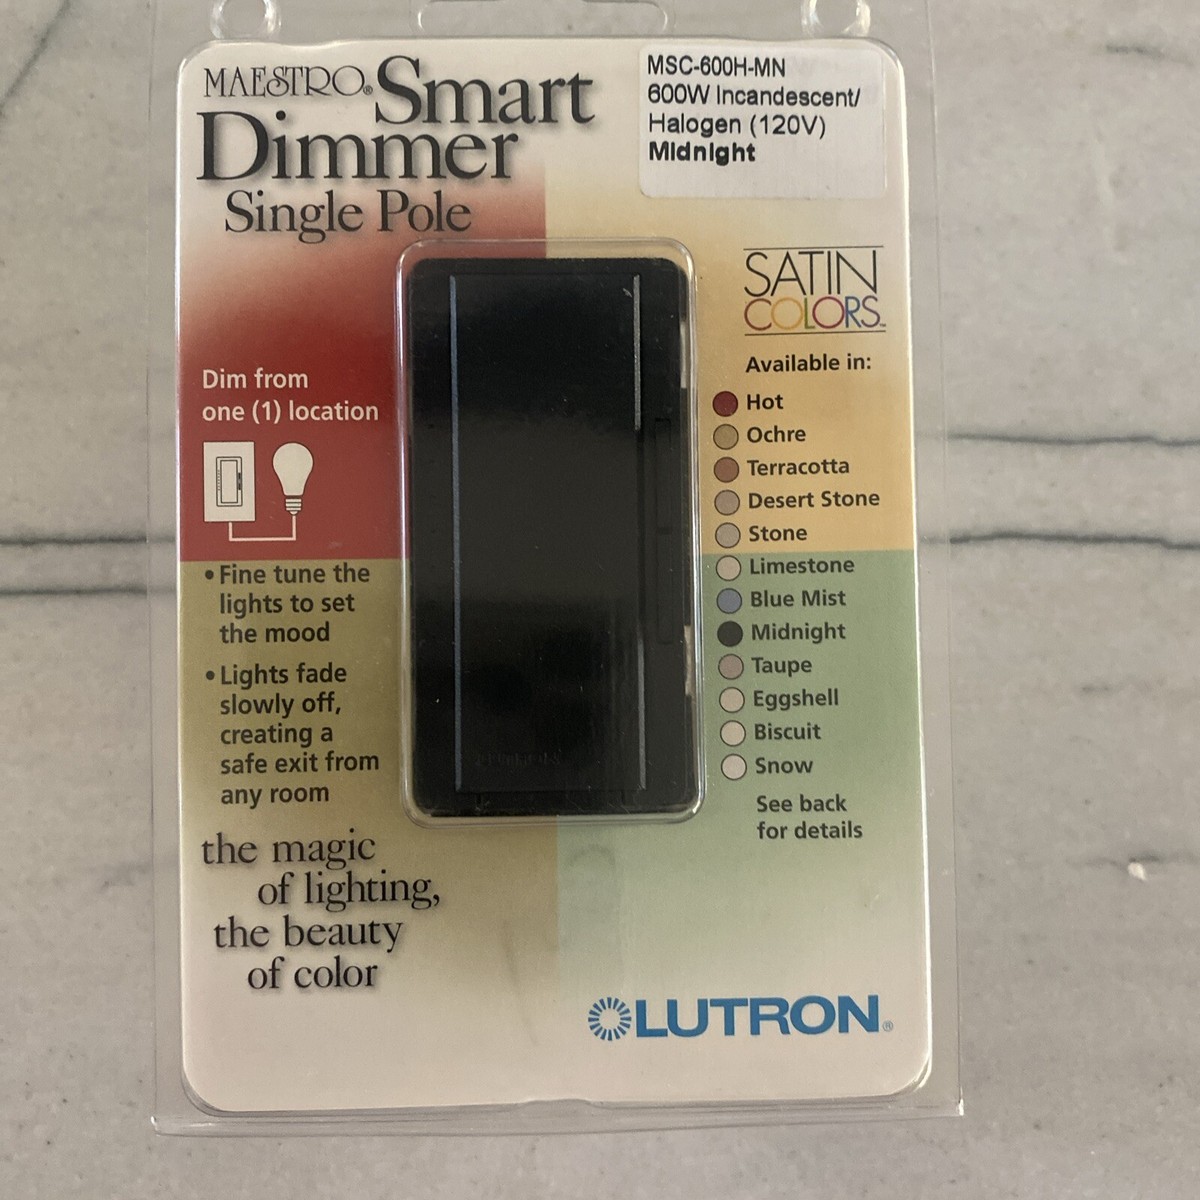 MAESTRO® Smart
Dimmer
Single Pole
MSC-600H-MN
600W Incandescent/
Halogen (120V)
Midnight
SATIN
COLORS™
Available in:
Hot
Ochre
Terracotta
Desert Stone
Stone
Limestone
Blue Mist
Midnight
Taupe
Eggshell
Biscuit
Snow
See back
for details
Dim from
one (1) location
• Fine tune the
lights to set
the mood
• Lights fade
slowly off,
creating a
safe exit from
any room
the magic
of lighting,
the beauty
of color
LUTRON
LUTRON®